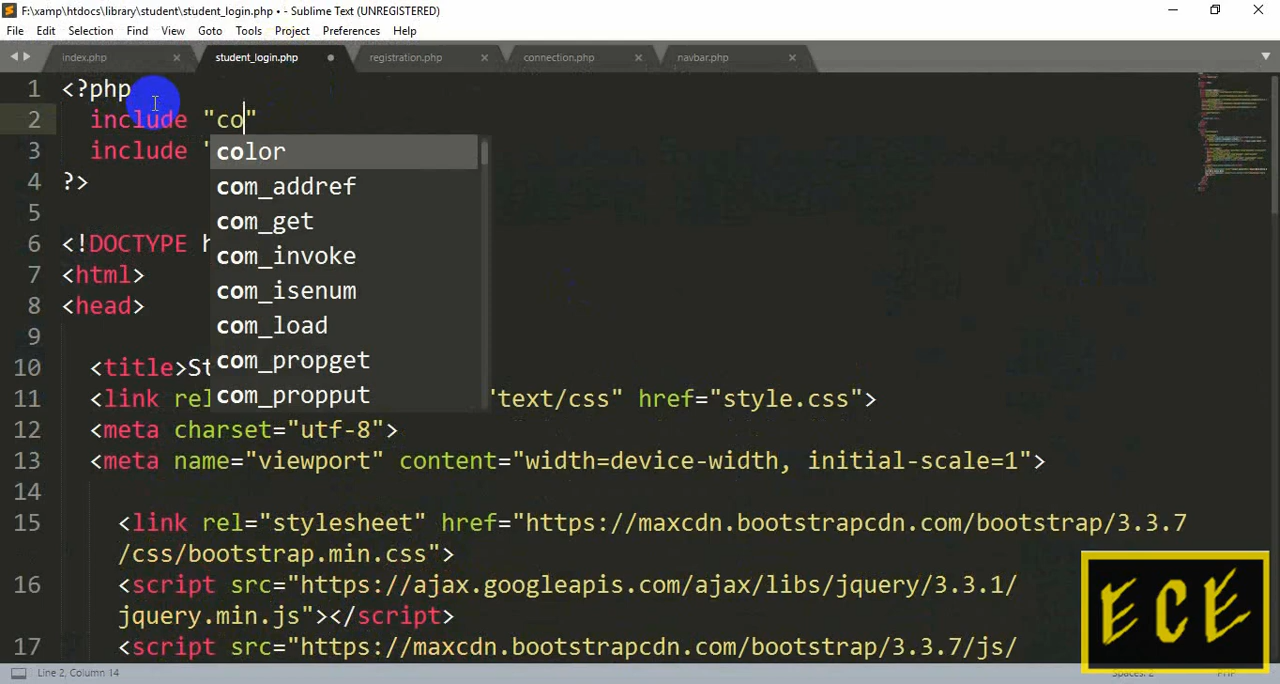 F:\xamp\htdocs\library\student\student_login.php • - Sublime Text (UNREGISTERED)
File Edit Selection Find View Goto Tools Project Preferences Help
index.php student_login.php registration.php connection.php navbar.php
1 <?php
2 include "co"
3 include "
color
com_addref
com_get
com_invoke
com_isenum
com_load
com_propget
com_propput
4 ?>
5
6 <!DOCTYPE h
7 <html>
8 <head>
9
10 <title>St
11 <link rel "text/css" href="style.css">
12 <meta charset="utf-8">
13 <meta name="viewport" content="width=device-width, initial-scale=1">
14
15 <link rel="stylesheet" href="https://maxcdn.bootstrapcdn.com/bootstrap/3.3.7
/css/bootstrap.min.css">
16 <script src="https://ajax.googleapis.com/ajax/libs/jquery/3.3.1/
jquery.min.js"></script>
17 <script src="https://maxcdn.bootstrapcdn.com/bootstrap/3.3.7/js/
ECE
Line 2, Column 14